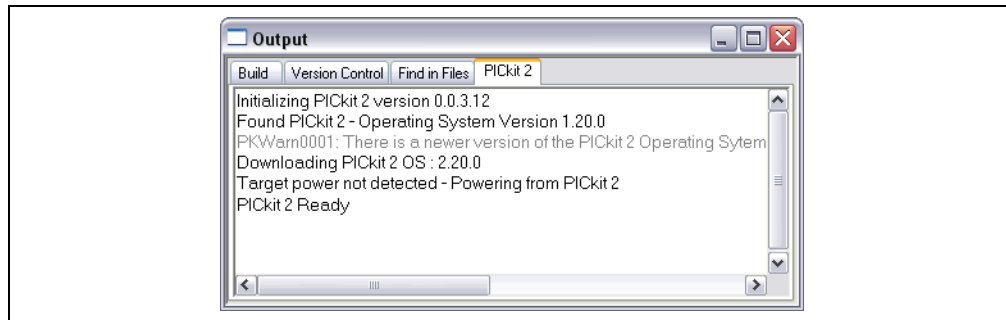 Output
Build Version Control Find in Files PICkit 2
Initializing PICkit 2 version 0.0.3.12
Found PICkit 2 - Operating System Version 1.20.0
PKWarn0001: There is a newer version of the PICkit 2 Operating Sytem
Downloading PICkit 2 OS : 2.20.0
Target power not detected - Powering from PICkit 2
PICkit 2 Ready